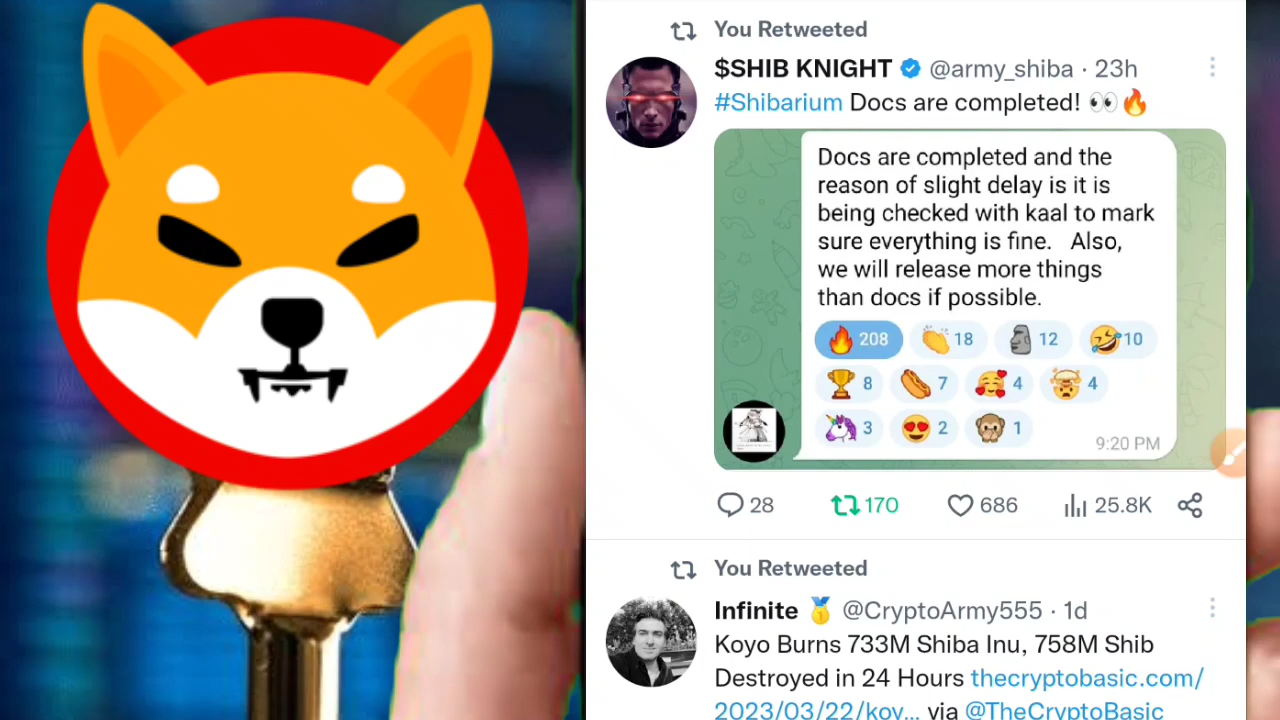 You Retweeted
$SHIB KNIGHT @army_shiba · 23h
#Shibarium Docs are completed! 👀🔥
Docs are completed and the
reason of slight delay is it is
being checked with kaal to mark
sure everything is fine. Also,
we will release more things
than docs if possible.
🔥 208 👏 18 🗿 12 🤣 10
🏆 8 🌭 7 🥰 4 🤯 4
🦄 3 😍 2 🙊 1
9:20 PM
28 170 686 25.8K
You Retweeted
Infinite 🥇 @CryptoArmy555 · 1d
Koyo Burns 733M Shiba Inu, 758M Shib
Destroyed in 24 Hours thecryptobasic.com/
2023/03/22/koy... via @TheCryptoBasic